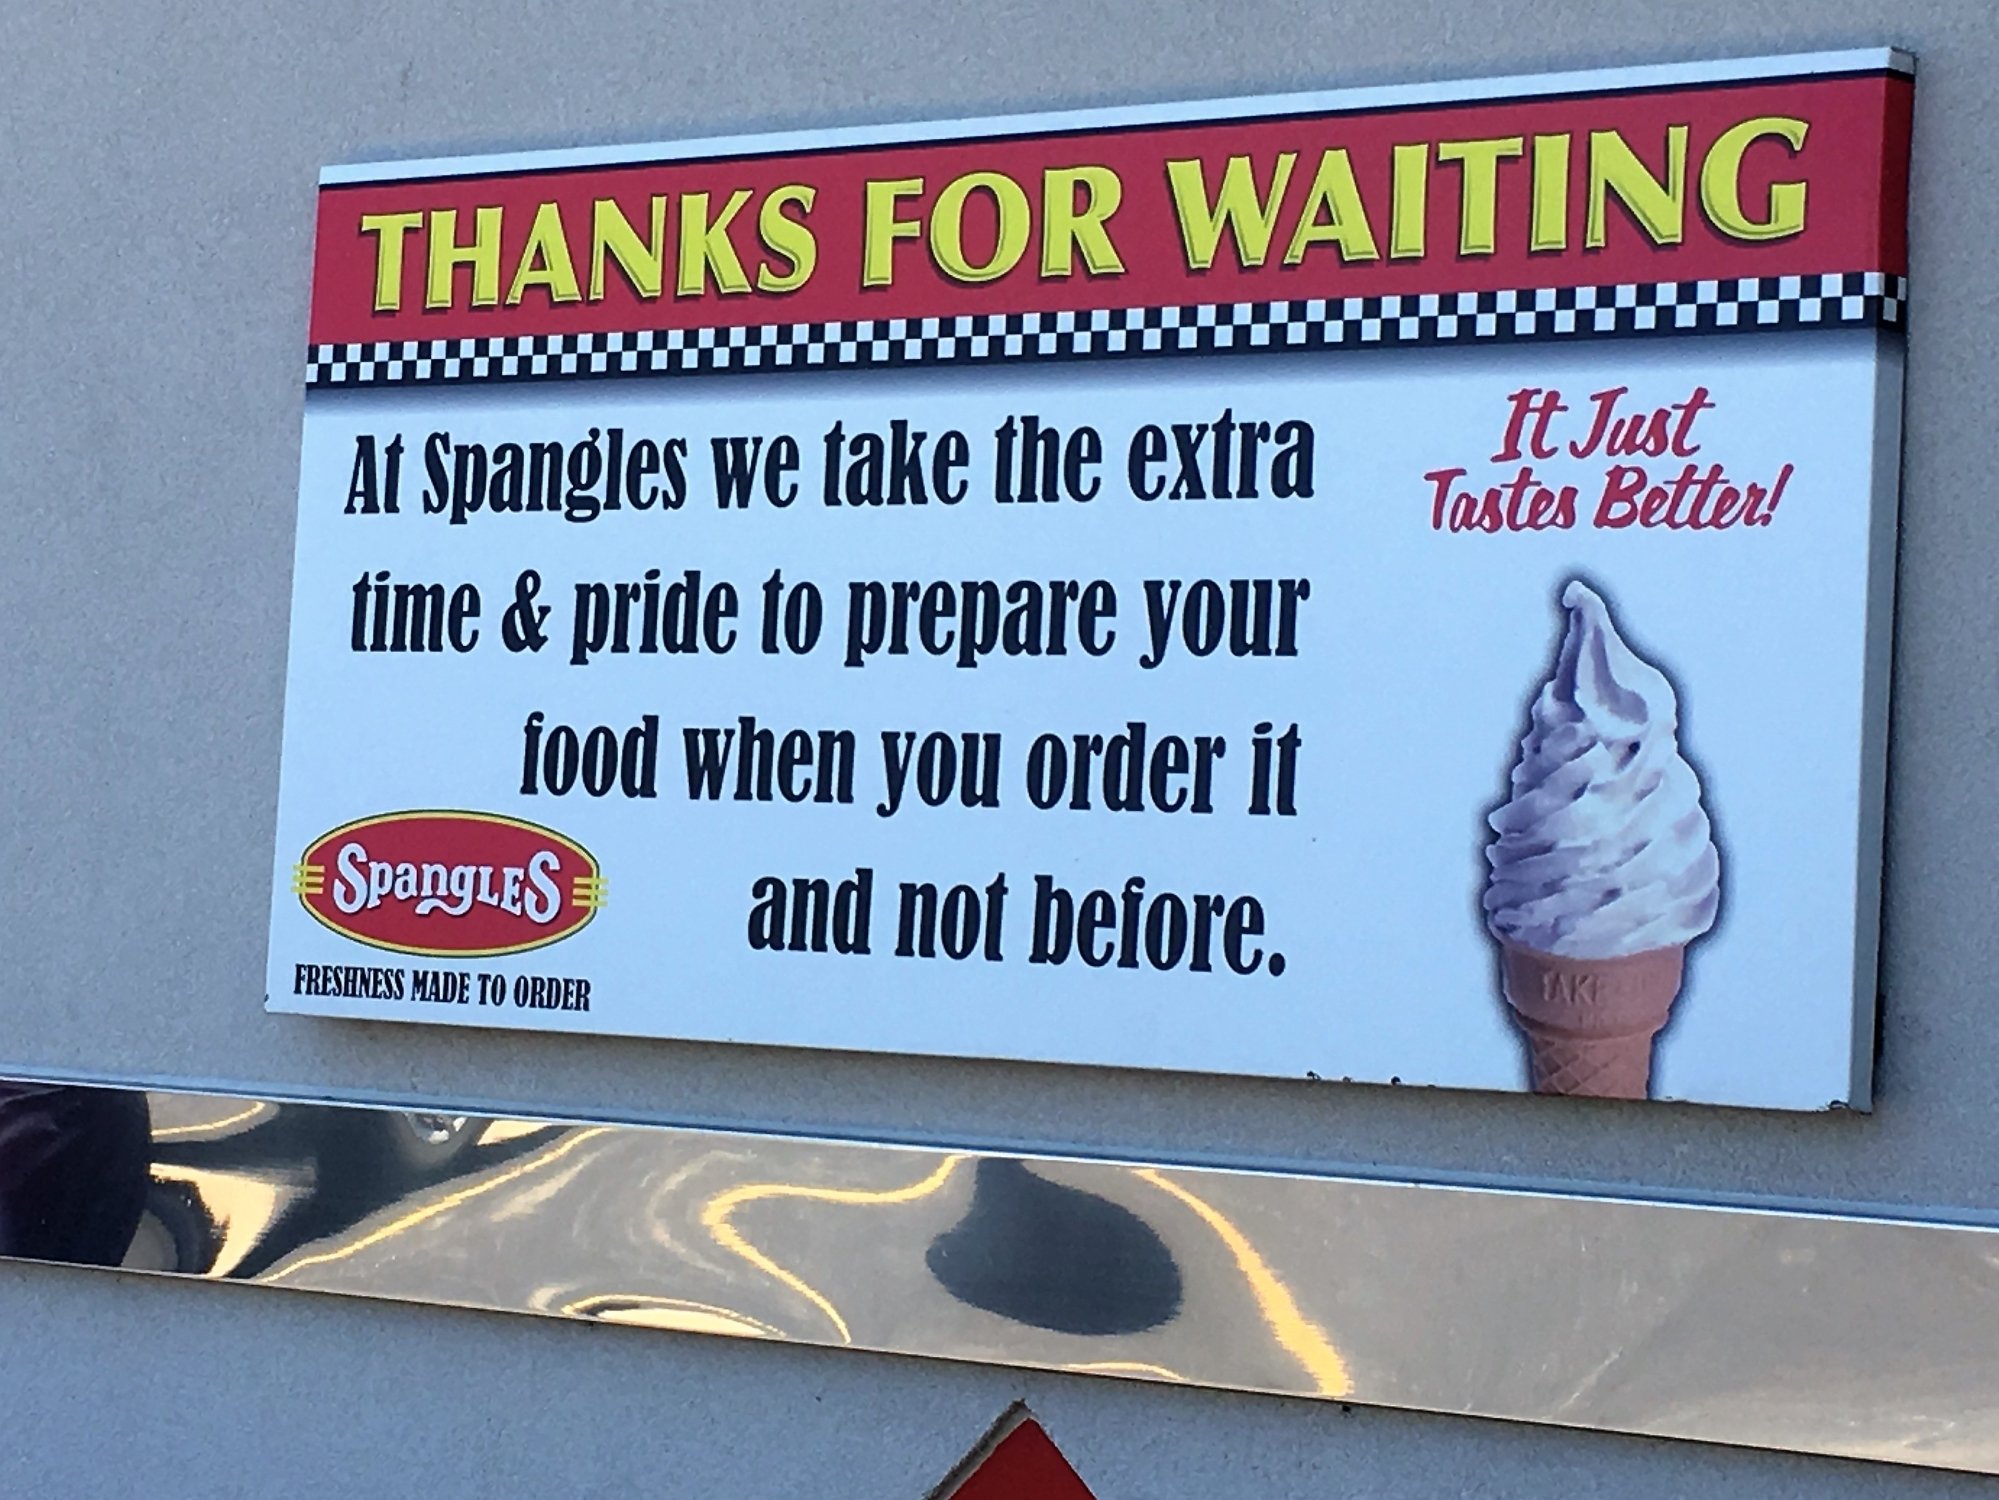 THANKS FOR WAITING
At Spangles we take the extra
time & pride to prepare your
food when you order it
and not before.
It Just
Tastes Better!
SPANGLES
FRESHNESS MADE TO ORDER